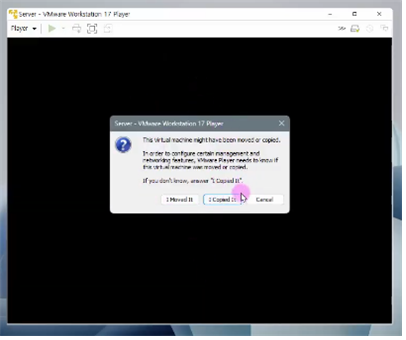 Server - VMware Workstation 17 Player
Player
Server - VMware Workstation 17 Player
This virtual machine might have been moved or copied.
In order to configure certain management and
networking features, VMware Player needs to know if
this virtual machine was moved or copied.
If you don't know, answer "I Copied It".
I Moved It
I Copied It
Cancel